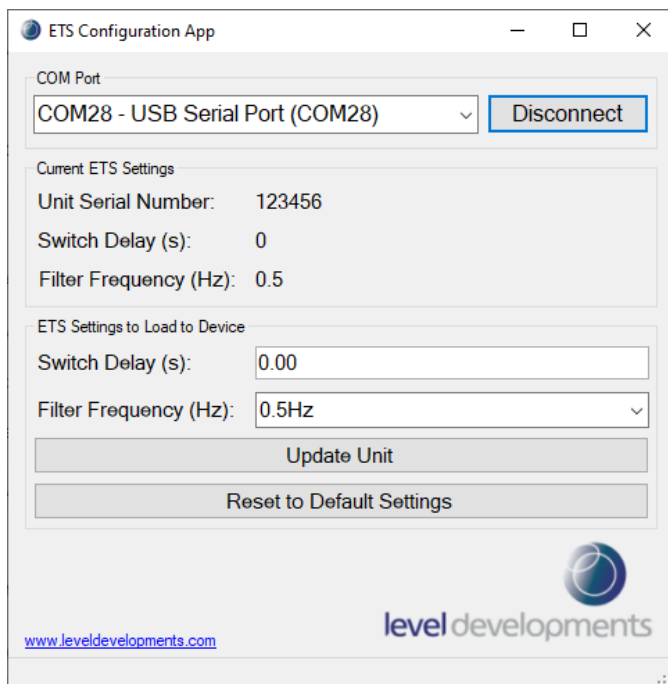 ETS Configuration App
COM Port
COM28 - USB Serial Port (COM28) Disconnect
Current ETS Settings
Unit Serial Number: 123456
Switch Delay (s): 0
Filter Frequency (Hz): 0.5
ETS Settings to Load to Device
Switch Delay (s): 0.00
Filter Frequency (Hz): 0.5Hz
Update Unit
Reset to Default Settings
level developments
www.leveldevelopments.com